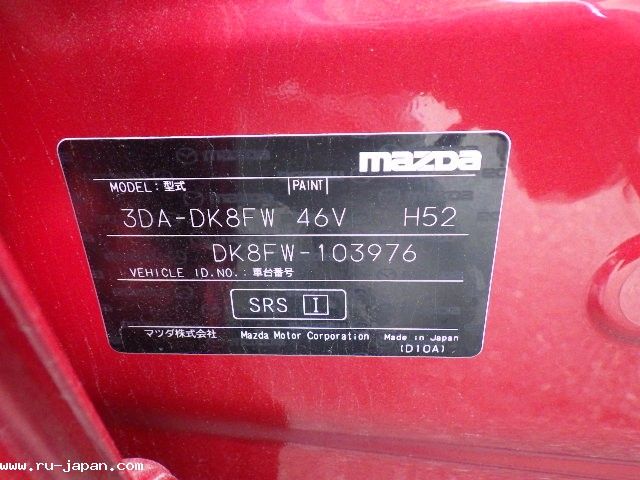 mazda
MODEL: 型式 PAINT
3DA-DK8FW 46V H52
DK8FW-103976
VEHICLE ID.NO.: 車台番号
SRS I
マツダ株式会社 Mazda Motor Corporation Made in Japan
(D10A)
www.ru-japan.com